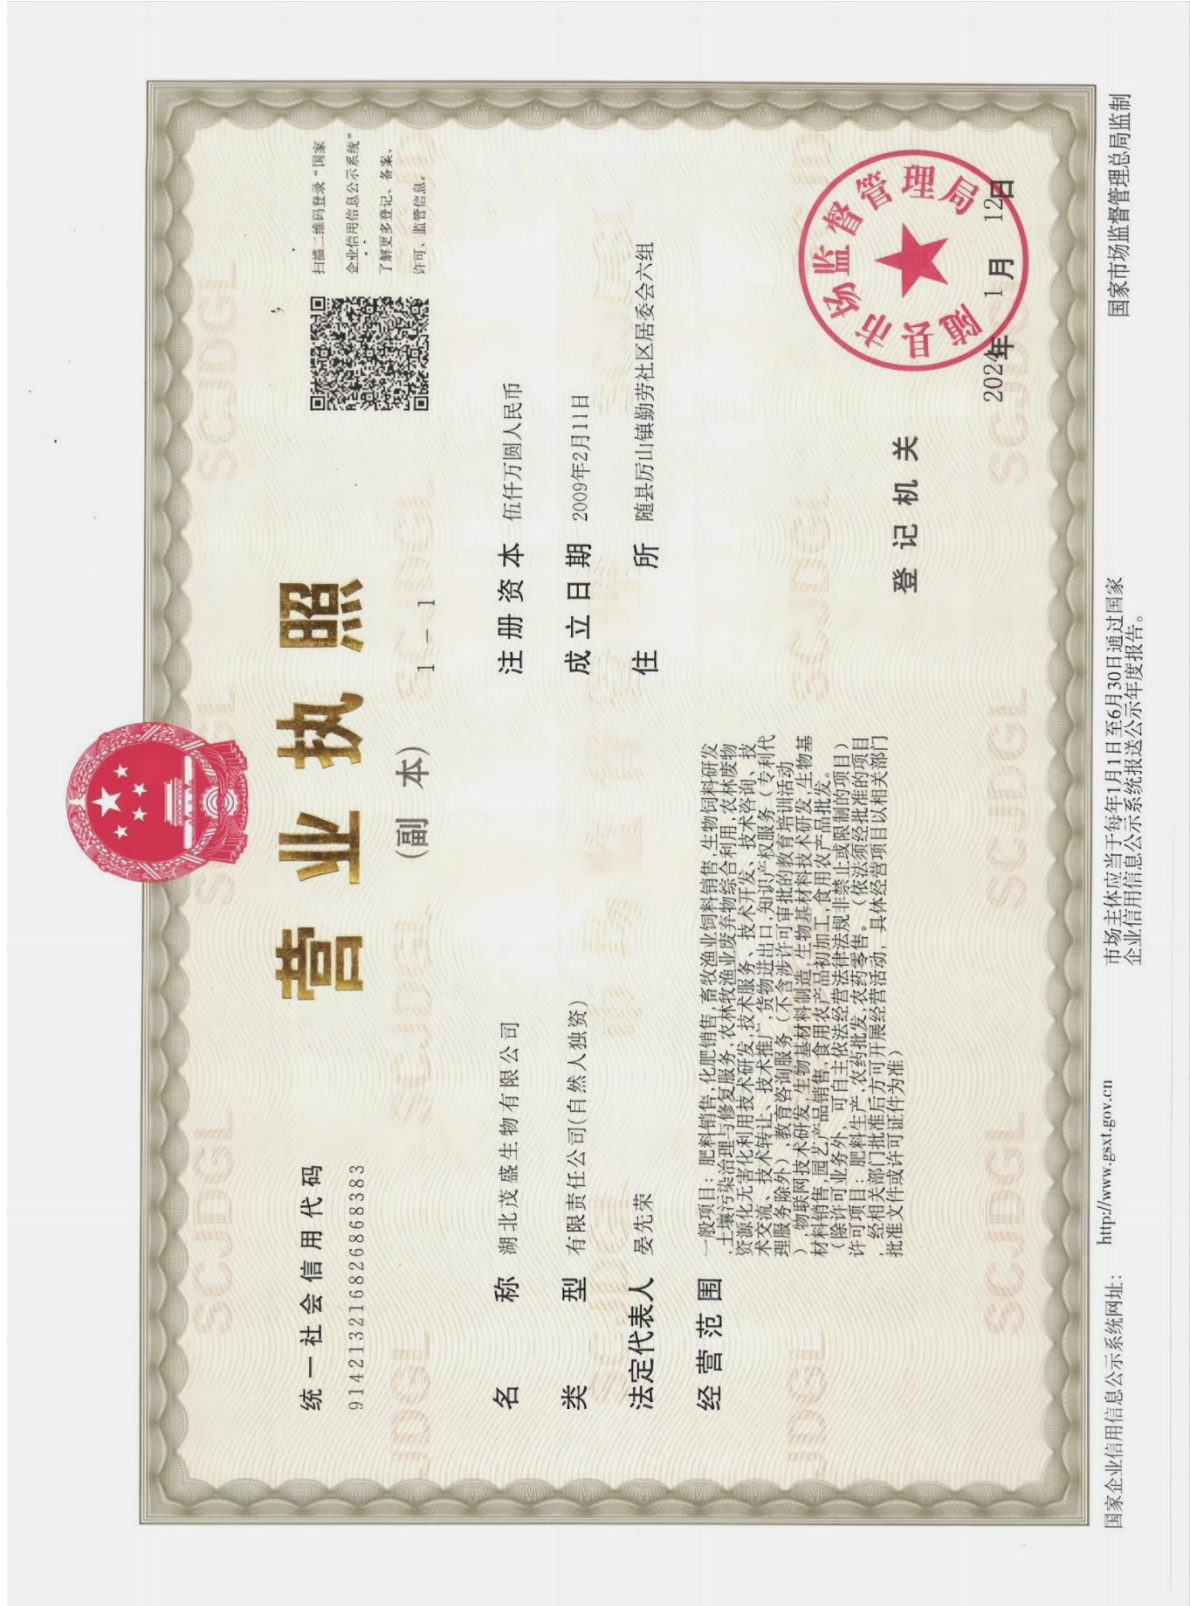 营业执照
(副 本)
1-1
统一社会信用代码
914213216826868383
扫描二维码登录“国家
企业信用信息公示系统”
了解更多登记、备案、
许可、监管信息。
名 称 湖北茂盛生物有限公司
类 型 有限责任公司(自然人独资)
法定代表人 晏先荣
经营范围 一般项目：肥料销售,化肥销售,畜牧渔业饲料销售,生物饲料研发
,土壤污染治理与修复服务,农林牧渔业废弃物综合利用,农林废物
资源化无害化利用技术研发,技术服务、技术开发、技术咨询、技
术交流、技术转让、技术推广,货物进出口,知识产权服务（专利代
理服务除外）,教育咨询服务（不含涉许可审批的教育培训活动
）,物联网技术研发,生物基材料制造,生物基材料技术研发,生物基
材料销售,园艺产品销售,食用农产品初加工,食用农产品批发。
（除许可业务外，可自主依法经营法律法规非禁止或限制的项目）
许可项目：肥料生产,农药批发,农药零售。（依法须经批准的项目
，经相关部门批准后方可开展经营活动，具体经营项目以相关部门
批准文件或许可证件为准）
注册资本 伍仟万圆人民币
成立日期 2009年2月11日
住 所 随县厉山镇勤劳社区居委会六组
登记机关
随县市场监督管理局
2024年 1月 12日
国家企业信用信息公示系统网址： http://www.gsxt.gov.cn
市场主体应当于每年1月1日至6月30日通过国家
企业信用信息公示系统报送公示年度报告。
国家市场监督管理总局监制
SCJDGL